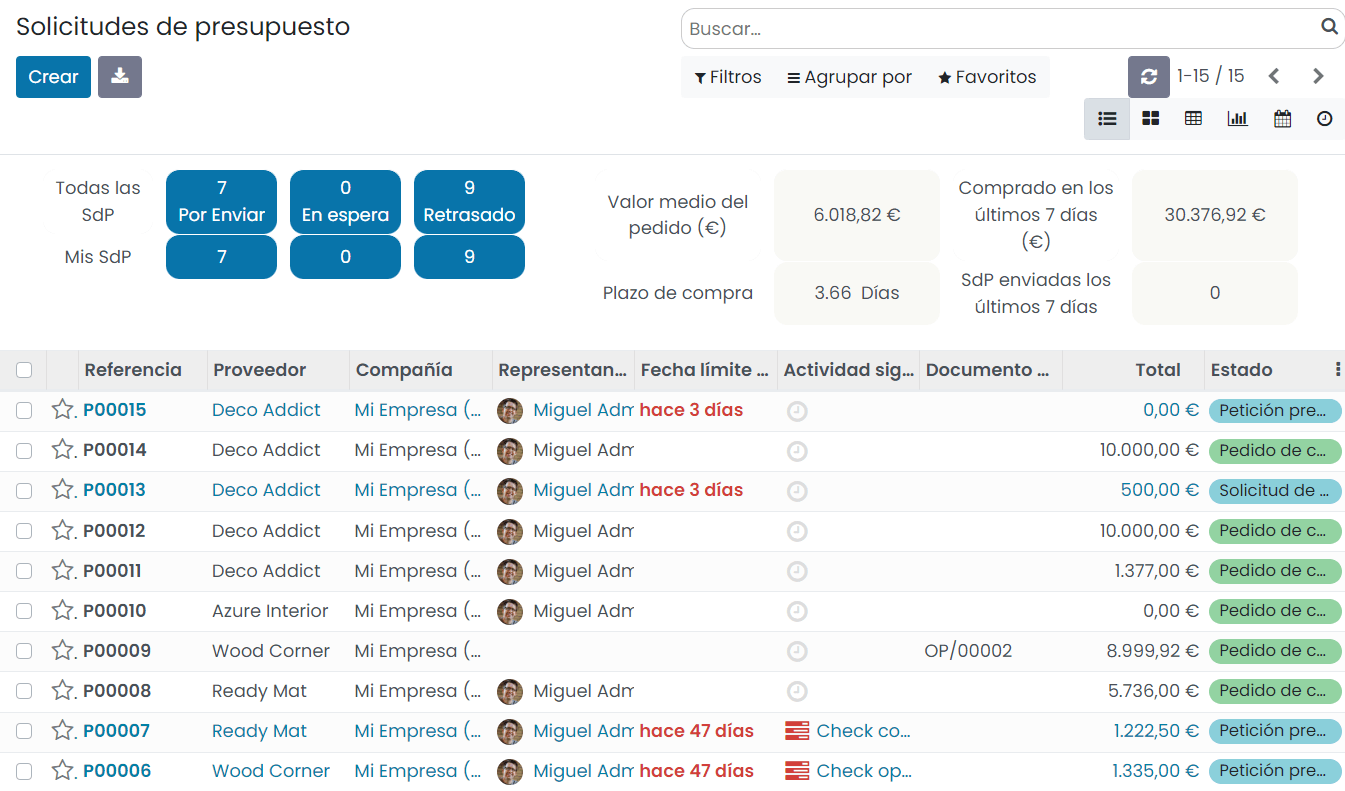 Solicitudes de presupuesto
Buscar...
Crear
Filtros Agrupar por Favoritos 1-15 / 15
Todas las SdP
7 Por Enviar
0 En espera
9 Retrasado
Mis SdP 7 0 9
Valor medio del pedido (€)
6.018,82 €
Comprado en los últimos 7 días (€)
30.376,92 €
Plazo de compra
3.66 Días
SdP enviadas los últimos 7 días
0
Referencia Proveedor Compañía Representan... Fecha límite ... Actividad sig... Documento ... Total Estado
P00015 Deco Addict Mi Empresa (... Miguel Adm hace 3 días 0,00 € Petición pre...
P00014 Deco Addict Mi Empresa (... Miguel Adm 10.000,00 € Pedido de c...
P00013 Deco Addict Mi Empresa (... Miguel Adm hace 3 días 500,00 € Solicitud de ...
P00012 Deco Addict Mi Empresa (... Miguel Adm 10.000,00 € Pedido de c...
P00011 Deco Addict Mi Empresa (... Miguel Adm 1.377,00 € Pedido de c...
P00010 Azure Interior Mi Empresa (... Miguel Adm 0,00 € Pedido de c...
P00009 Wood Corner Mi Empresa (... OP/00002 8.999,92 € Pedido de c...
P00008 Ready Mat Mi Empresa (... Miguel Adm 5.736,00 € Pedido de c...
P00007 Ready Mat Mi Empresa (... Miguel Adm hace 47 días Check co... 1.222,50 € Petición pre...
P00006 Wood Corner Mi Empresa (... Miguel Adm hace 47 días Check op... 1.335,00 € Petición pre...